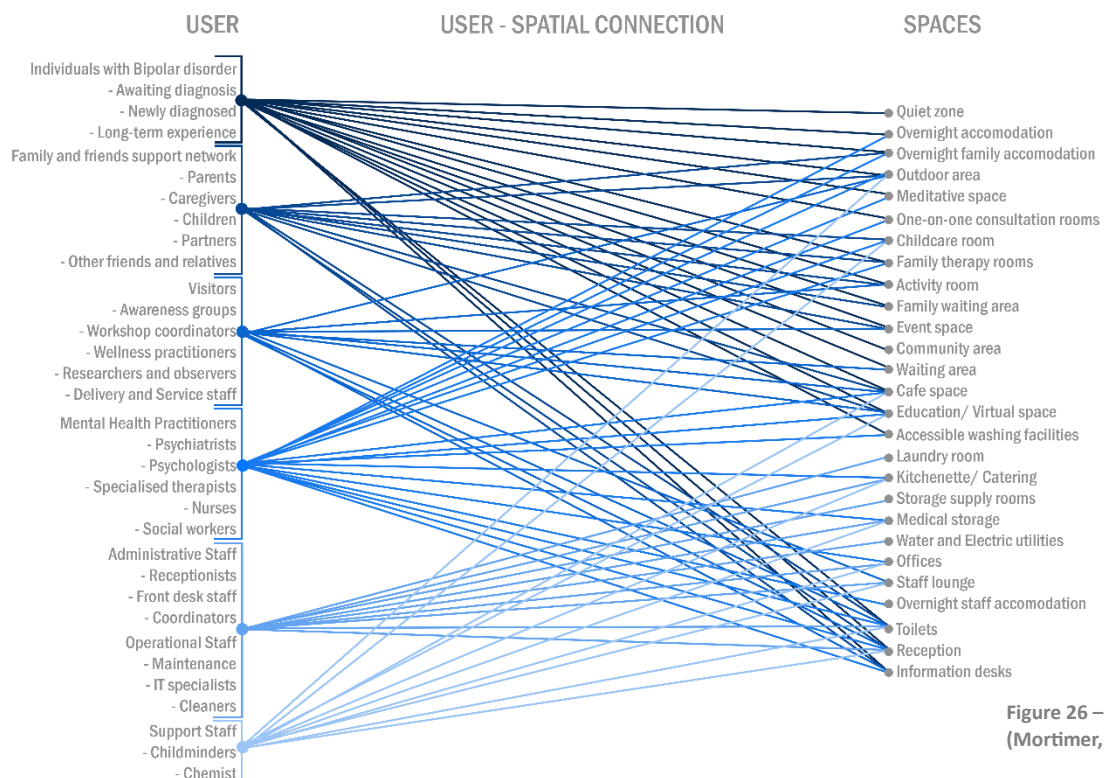 USER
USER - SPATIAL CONNECTION
SPACES
Individuals with Bipolar disorder
- Awaiting diagnosis
- Newly diagnosed
- Long-term experience
Family and friends support network
- Parents
- Caregivers
- Children
- Partners
- Other friends and relatives
Visitors
- Awareness groups
- Workshop coordinators
- Wellness practitioners
- Researchers and observers
- Delivery and Service staff
Mental Health Practitioners
- Psychiatrists
- Psychologists
- Specialised therapists
- Nurses
- Social workers
Administrative Staff
- Receptionists
- Front desk staff
- Coordinators
Operational Staff
- Maintenance
- IT specialists
- Cleaners
Support Staff
- Childminders
- Chemist
Quiet zone
Overnight accomodation
Overnight family accomodation
Outdoor area
Meditative space
One-on-one consultation rooms
Childcare room
Family therapy rooms
Activity room
Family waiting area
Event space
Community area
Waiting area
Cafe space
Education/ Virtual space
Accessible washing facilities
Laundry room
Kitchenette/ Catering
Storage supply rooms
Medical storage
Water and Electric utilities
Offices
Staff lounge
Overnight staff accomodation
Toilets
Reception
Information desks
Figure 26 –
(Mortimer,